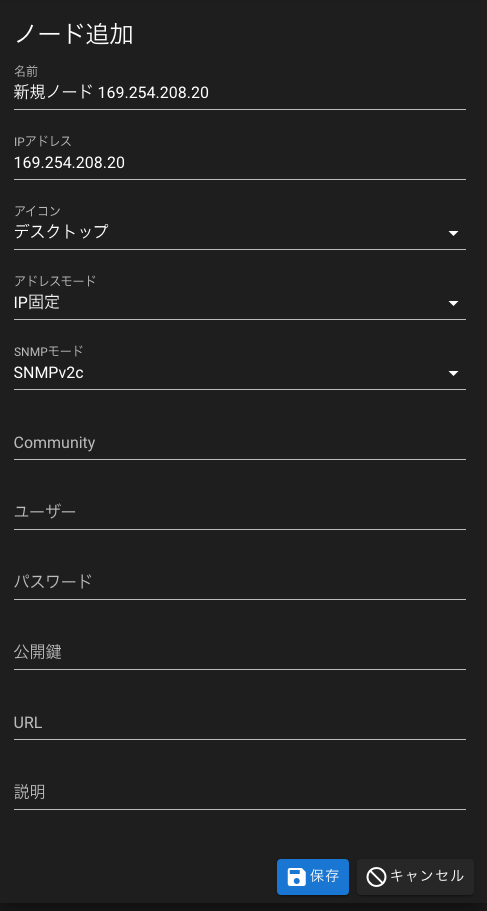 ノード追加
名前
新規ノード 169.254.208.20
IPアドレス
169.254.208.20
アイコン
デスクトップ
アドレスモード
IP固定
SNMPモード
SNMPv2c
Community
ユーザー
パスワード
公開鍵
URL
説明
保存 キャンセル